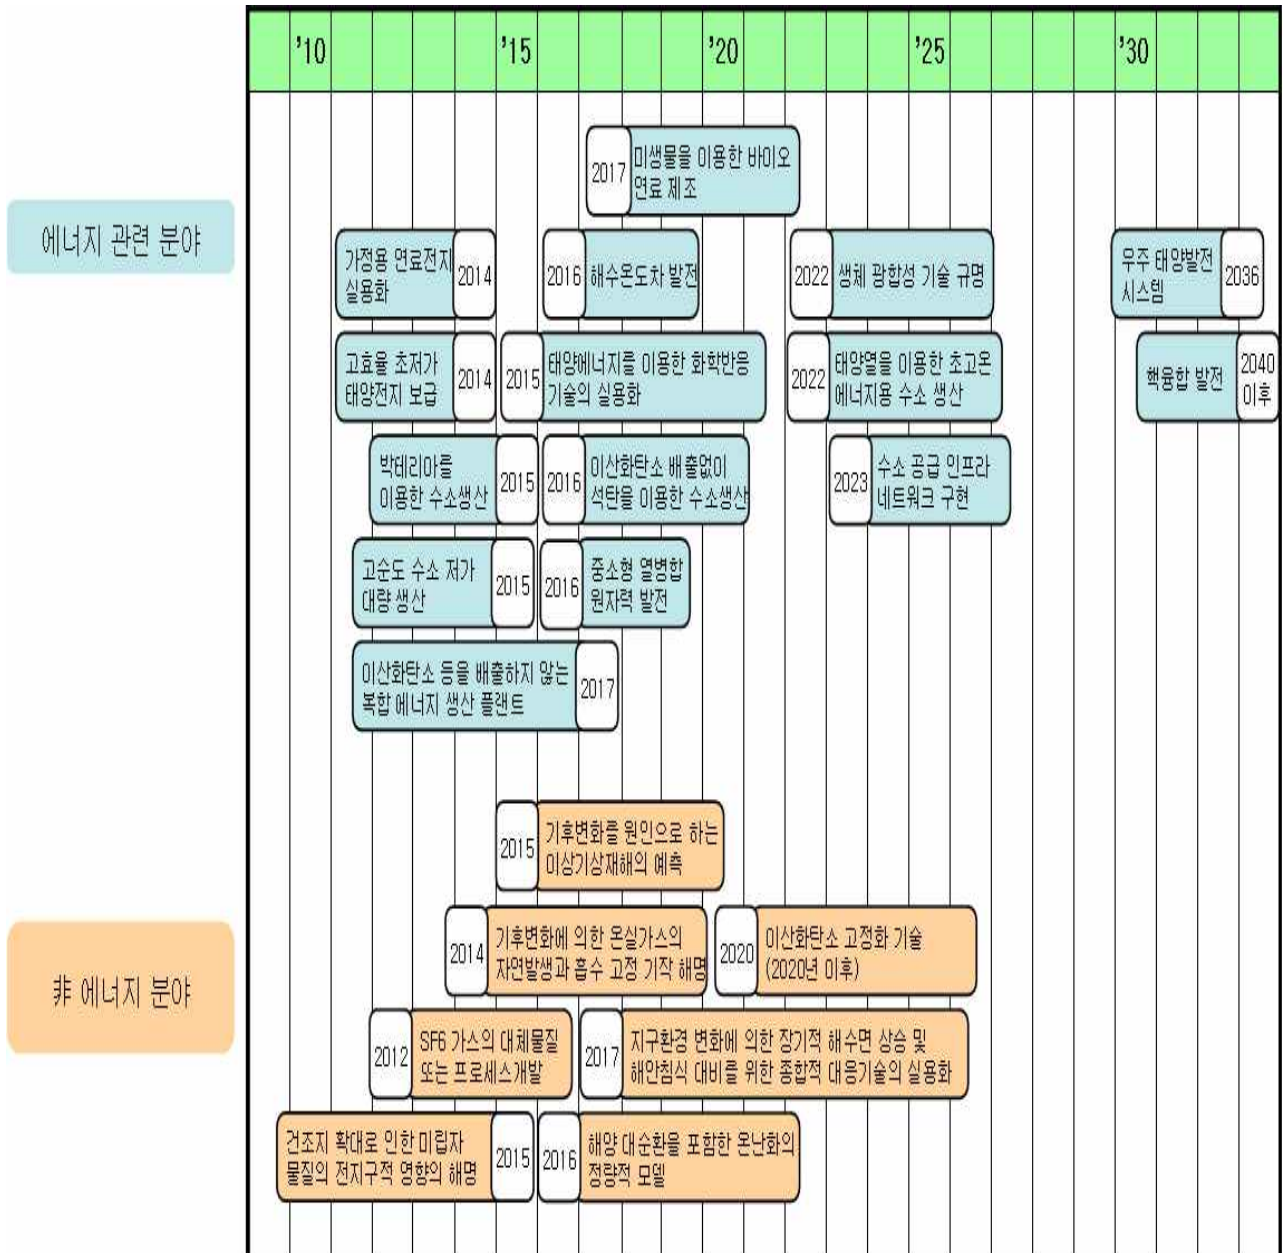 ’10 ’15 ’20 ’25 ’30
에너지 관련 분야
2017
미생물을 이용한 바이오
연료 제조
가정용 연료전지
실용화
2014
2016
해수온도차 발전
2022
생체 광합성 기술 규명
우주 태양발전
시스템
2036
고효율 초저가
태양전지 보급
2014
2015
태양에너지를 이용한 화학반응
기술의 실용화
2022
태양열을 이용한 초고온
에너지용 수소 생산
핵융합 발전
2040
이후
박테리아를
이용한 수소생산
2015
2016
이산화탄소 배출없이
석탄을 이용한 수소생산
2023
수소 공급 인프라
네트워크 구현
고순도 수소 저가
대량 생산
2015
2016
중소형 열병합
원자력 발전
이산화탄소 등을 배출하지 않는
복합 에너지 생산 플랜트
2017
非 에너지 분야
2015
기후변화를 원인으로 하는
이상기상재해의 예측
2014
기후변화에 의한 온실가스의
자연발생과 흡수 고정 기작 해명
2020
이산화탄소 고정화 기술
(2020년 이후)
2012
SF6 가스의 대체물질
또는 프로세스개발
2017
지구환경 변화에 의한 장기적 해수면 상승 및
해안침식 대비를 위한 종합적 대응기술의 실용화
건조지 확대로 인한 미립자
물질의 전지구적 영향의 해명
2015
2016
해양 대순환을 포함한 온난화의
정량적 모델